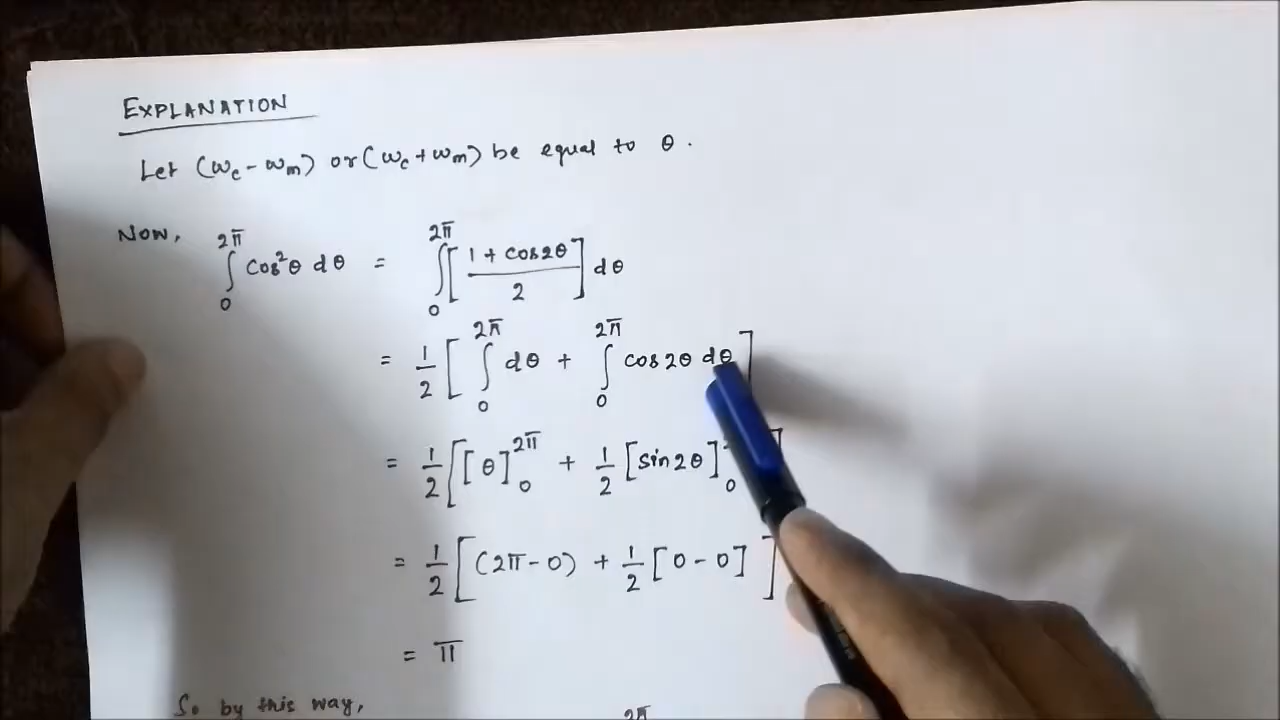 EXPLANATION
Let (ωc - ωm) or (ωc + ωm) be equal to θ.
Now, ∫₀^2π cos²θ dθ = ∫₀^2π [1 + cos2θ / 2] dθ
= 1/2 [ ∫₀^2π dθ + ∫₀^2π cos2θ dθ ]
= 1/2 [ [θ]₀^2π + 1/2 [sin2θ]₀ ]
= 1/2 [ (2π - 0) + 1/2 [0 - 0] ]
= π
So by this way,
2π